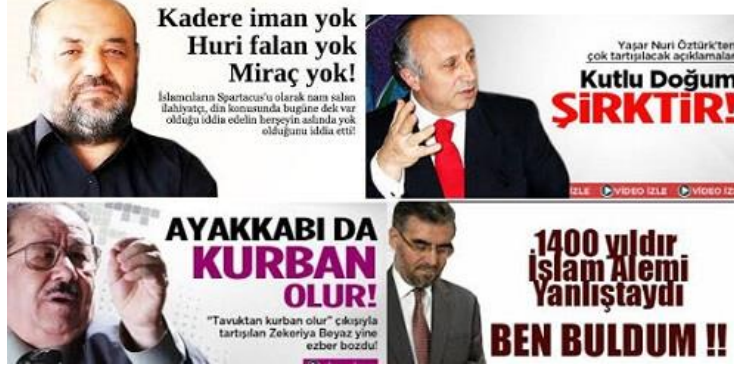 Kadere iman yok
Huri falan yok
Miraç yok!
İslamcıların Spartacus'u olarak nam salan
ilahiyatçı, din konusunda bugüne dek var
olduğu iddia edelin herşeyin aslında yok
olduğunu iddia etti!
Yaşar Nuri Öztürk'ten
çok tartışılacak açıklamalar
Kutlu Doğum
ŞİRKTİR!
İZLE VİDEO İZLE VİDEO İZ
AYAKKABI DA
KURBAN
OLUR!
"Tavuktan kurban olur" çıkışıyla
tartışılan Zekeriya Beyaz yine
ezber bozdu!
1400 yıldır
İslam Alemi
Yanlıştaydı
BEN BULDUM !!